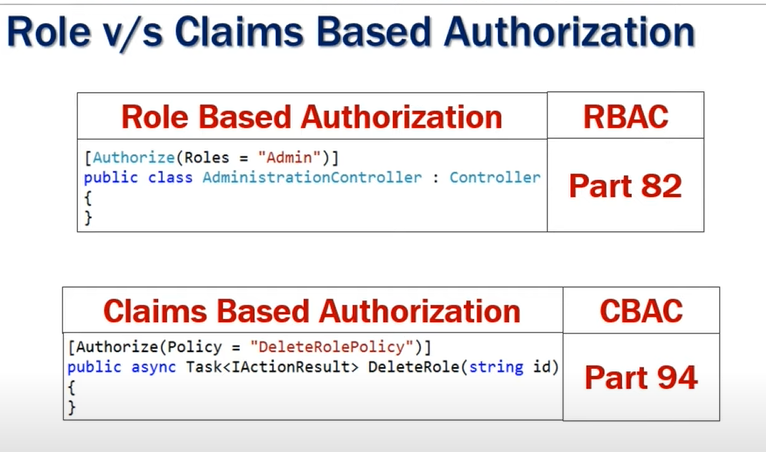 Role v/s Claims Based Authorization
Role Based Authorization
RBAC
[Authorize(Roles = "Admin")]
public class AdministrationController : Controller
{
}
Part 82
Claims Based Authorization
CBAC
[Authorize(Policy = "DeleteRolePolicy")]
public async Task<IActionResult> DeleteRole(string id)
{
}
Part 94